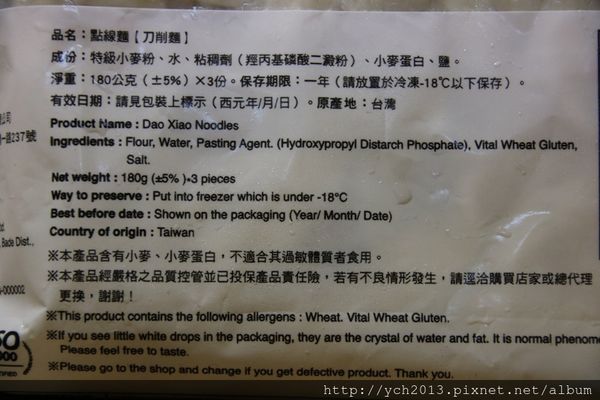 品名：點線麵【刀削麵】
成份：特級小麥粉、水、粘稠劑（羥丙基磷酸二澱粉）、小麥蛋白、鹽。
淨重：180公克（±5%）×3份。保存期限：一年（請放置於冷凍-18℃以下保存）。
有效日期：請見包裝上標示（西元年/月/日）。原產地：台灣
公司
一路237號
Product Name : Dao Xiao Noodles
Ingredients : Flour, Water, Pasting Agent. (Hydroxypropyl Distarch Phosphate), Vital Wheat Gluten,
Salt.
Net weight : 180g (±5% )*3 pieces
Way to preserve : Put into freezer which is under -18°C
Best before date : Shown on the packaging (Year/ Month/ Date)
Country of origin : Taiwan
td.
, Bade Dist.,
※本產品含有小麥、小麥蛋白，不適合其過敏體質者食用。
※本產品經嚴格之品質控管並已投保產品責任險，若有不良情形發生，請逕洽購買店家或總代理
更換，謝謝！
-000002
※This product contains the following allergens : Wheat. Vital Wheat Gluten.
※If you see little white drops in the packaging, they are the crystal of water and fat. It is normal phenome
Please feel free to taste.
※Please go to the shop and change if you get defective product. Thank you.
http://ych2013.pixnet.net/album